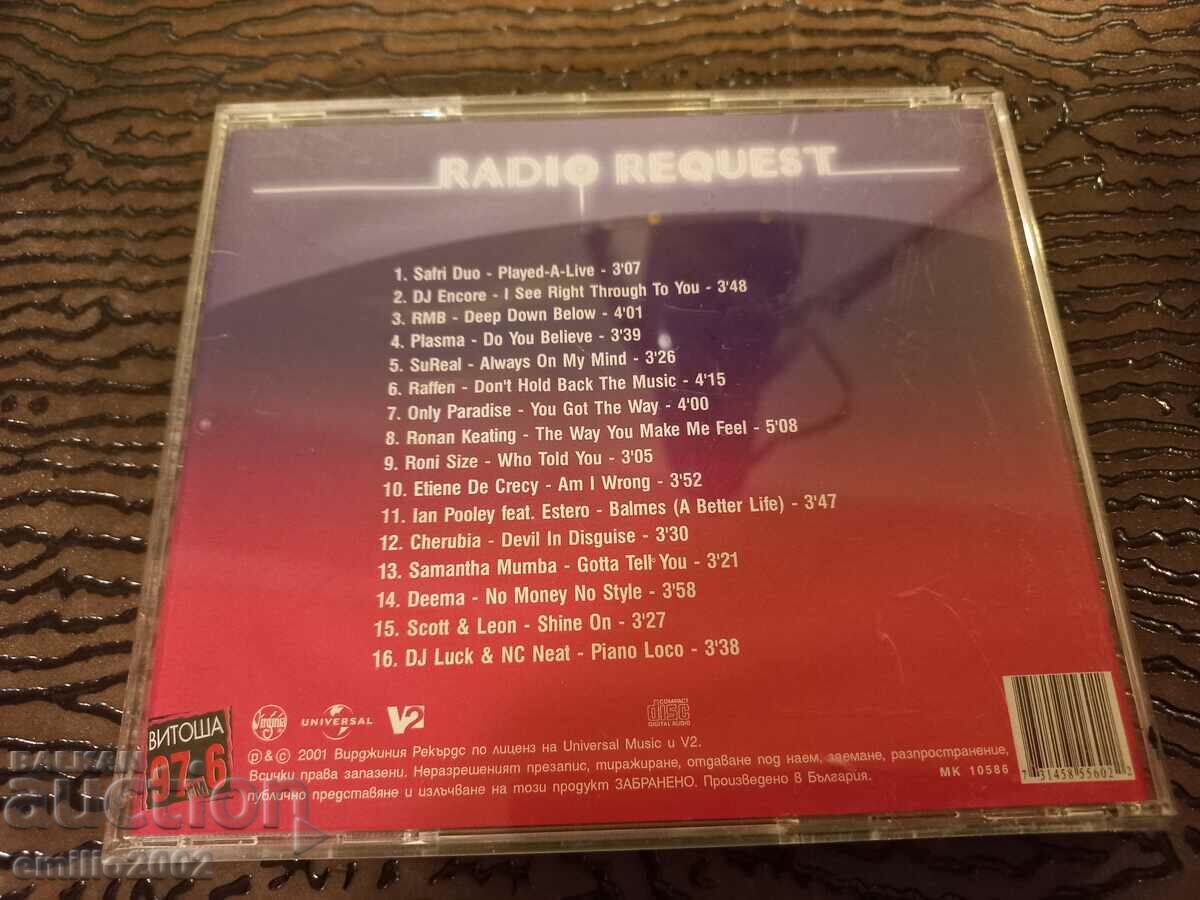 RADIO REQUEST
1. Safri Duo - Played-A-Live - 3'07
2. DJ Encore - I See Right Through To You - 3'48
3. RMB - Deep Down Below - 4'01
4. Plasma - Do You Believe - 3'39
5. SuReal - Always On My Mind - 3'26
6. Raffen - Don't Hold Back The Music - 4'15
7. Only Paradise - You Got The Way - 4'00
8. Ronan Keating - The Way You Make Me Feel - 5'08
9. Roni Size - Who Told You - 3'05
10. Etiene De Crecy - Am I Wrong - 3'52
11. Ian Pooley feat. Estero - Balmes (A Better Life) - 3'47
12. Cherubia - Devil In Disguise - 3'30
13. Samantha Mumba - Gotta Tell You - 3'21
14. Deema - No Money No Style - 3'58
15. Scott & Leon - Shine On - 3'27
16. DJ Luck & NC Neat - Piano Loco - 3'38
ВИТОША
97.6
FM
Virginia
UNIVERSAL
V2
COMPACT
disc
DIGITAL AUDIO
℗&© 2001 Вирджиния Рекърдс по лиценз на Universal Music и V2.
Всички права запазени. Неразрешеният презапис, тиражиране, отдаване под наем, заемане, разпространение,
публично представяне и излъчване на този продукт ЗАБРАНЕНО. Произведено в България.
МК 10586
7 31458 55602 2
BALKAN
auction
emilio2002